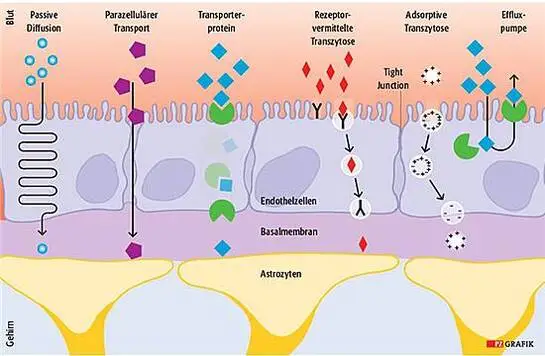 Blut
Passive
Diffusion
Parazellulärer
Transport
Transporter-
protein
Rezeptor-
vermittelte
Transzytose
Adsorptive
Transzytose
Efflux-
pumpe
Tight
Junction
Endothelzellen
Basalmembran
Astrozyten
Gehirn
PZ GRAFIK